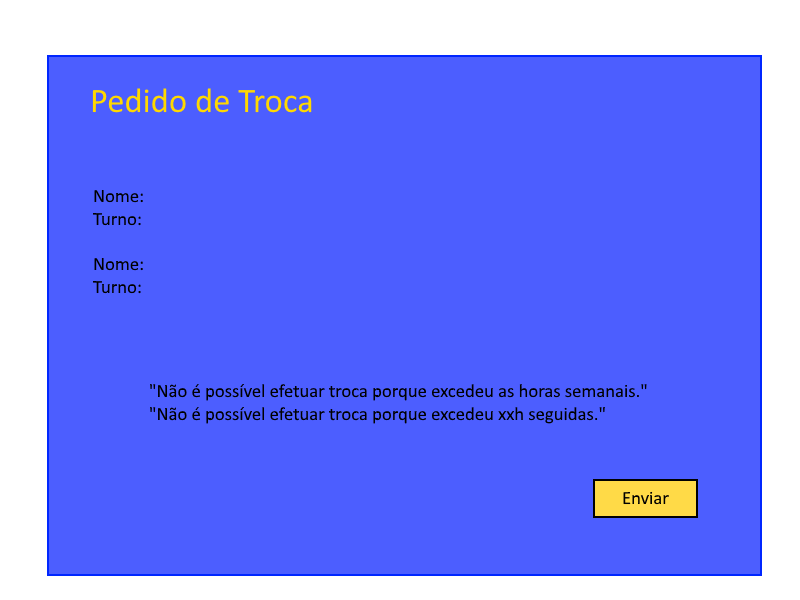 Pedido de Troca
Nome:
Turno:
Nome:
Turno:
"Não é possível efetuar troca porque excedeu as horas semanais."
"Não é possível efetuar troca porque excedeu xxh seguidas."
Enviar